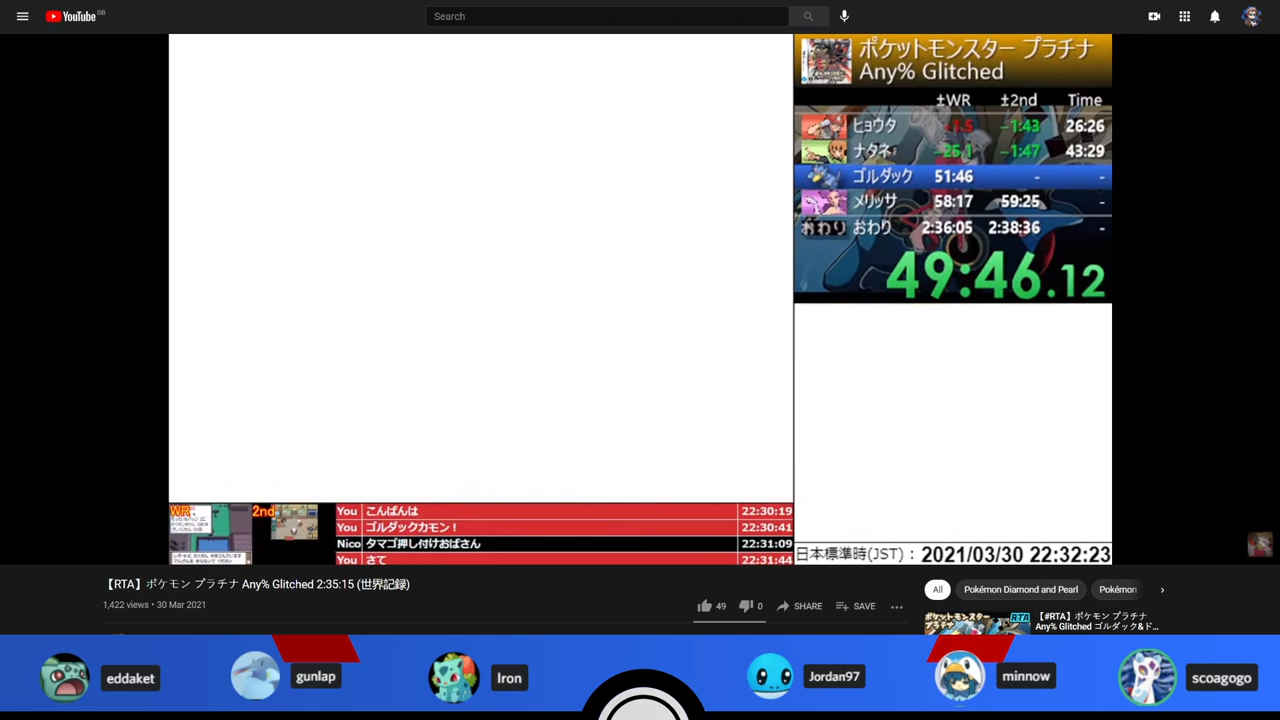 YouTube GB
Search
ポケットモンスター プラチナ
Any% Glitched
±WR ±2nd Time
ヒョウタ -1.5 −1:43 26:26
ナタネ −25.1 −1:47 43:29
ゴルダック 51:46 - -
メリッサ 58:17 59:25 -
おわり おわり 2:36:05 2:38:36 -
49:46.12
WR
2nd
You こんばんは 22:30:19
You ゴルダックカモン！ 22:30:41
Nico タマゴ押し付けおばさん 22:31:09
You さて 22:31:44
日本標準時(JST)： 2021/03/30 22:32:23
【RTA】ポケモン プラチナ Any% Glitched 2:35:15 (世界記録)
1,422 views • 30 Mar 2021
49 0 SHARE SAVE
All Pokémon Diamond and Pearl Pokémon
【#RTA】ポケモン プラチナ
Any% Glitched ゴルダック&ド...
eddaket gunlap Iron Jordan97 minnow scoagogo